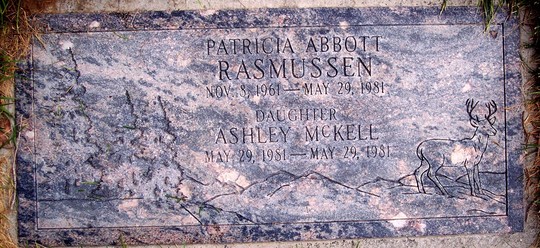 PATRICIA ABBOTT
RASMUSSEN
NOV. 8, 1961 — MAY 29, 1981
DAUGHTER
ASHLEY MCKELL
MAY 29, 1981 — MAY 29, 1981